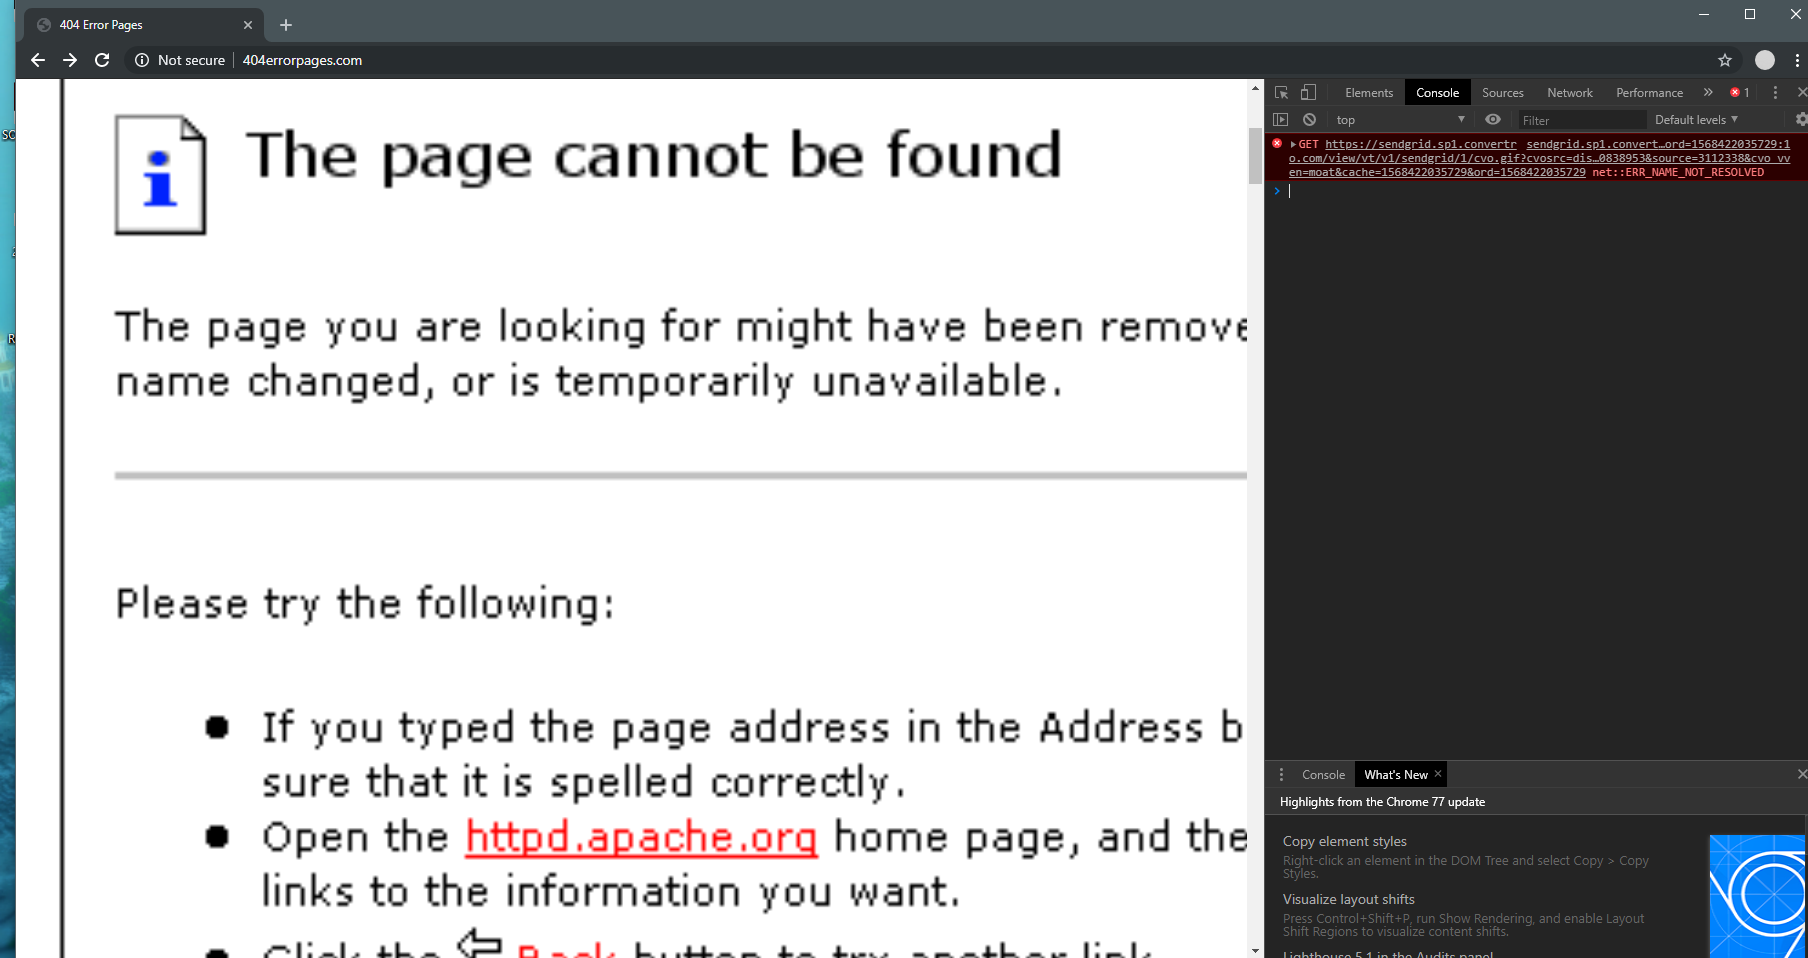 404 Error Pages
Not secure
404errorpages.com
The page cannot be found
The page you are looking for might have been remove
name changed, or is temporarily unavailable.
Please try the following:
If you typed the page address in the Address b
sure that it is spelled correctly.
Open the httpd.apache.org home page, and the
links to the information you want.
Click the Back button to try another link.
Elements Console Sources Network Performance » 1
top Filter Default levels
GET https://sendgrid.sp1.convertr sendgrid.sp1.convert…ord=1568422035729:1
o.com/view/vt/v1/sendgrid/1/cvo.gif?cvosrc=dis…0838953&source=3112338&cvo_vv
en=moat&cache=1568422035729&ord=1568422035729 net::ERR_NAME_NOT_RESOLVED
Console What's New
Highlights from the Chrome 77 update
Copy element styles
Right-click an element in the DOM Tree and select Copy > Copy
Styles.
Visualize layout shifts
Press Control+Shift+P, run Show Rendering, and enable Layout
Shift Regions to visualize content shifts.
Lighthouse 5.1 in the Audits panel
SC
2
R